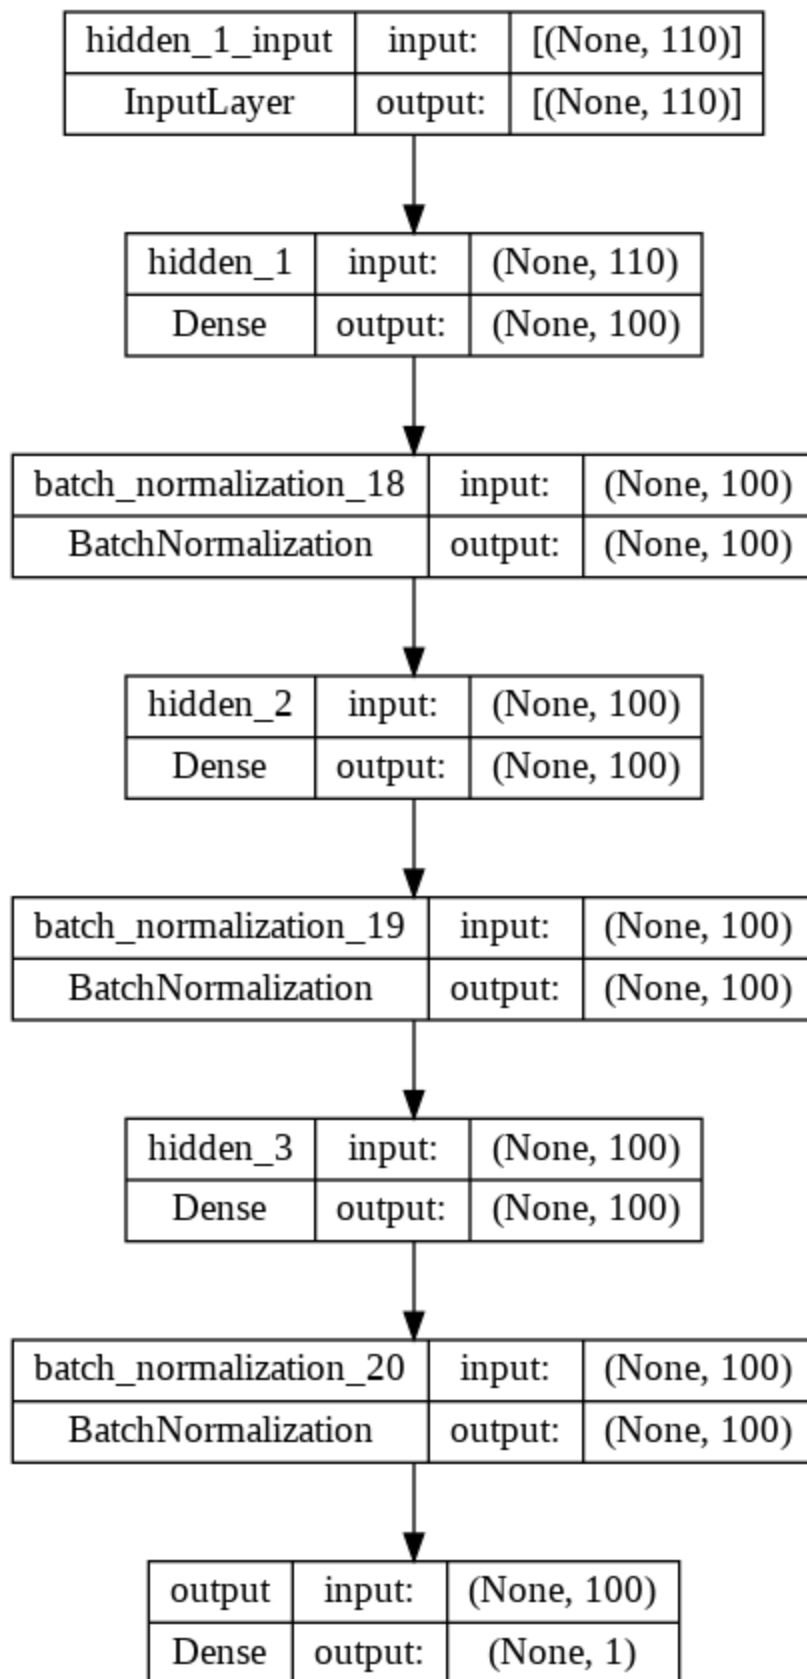 hidden_1_input input: [(None, 110)]
InputLayer output: [(None, 110)]
hidden_1 input: (None, 110)
Dense output: (None, 100)
batch_normalization_18 input: (None, 100)
BatchNormalization output: (None, 100)
hidden_2 input: (None, 100)
Dense output: (None, 100)
batch_normalization_19 input: (None, 100)
BatchNormalization output: (None, 100)
hidden_3 input: (None, 100)
Dense output: (None, 100)
batch_normalization_20 input: (None, 100)
BatchNormalization output: (None, 100)
output input: (None, 100)
Dense output: (None, 1)